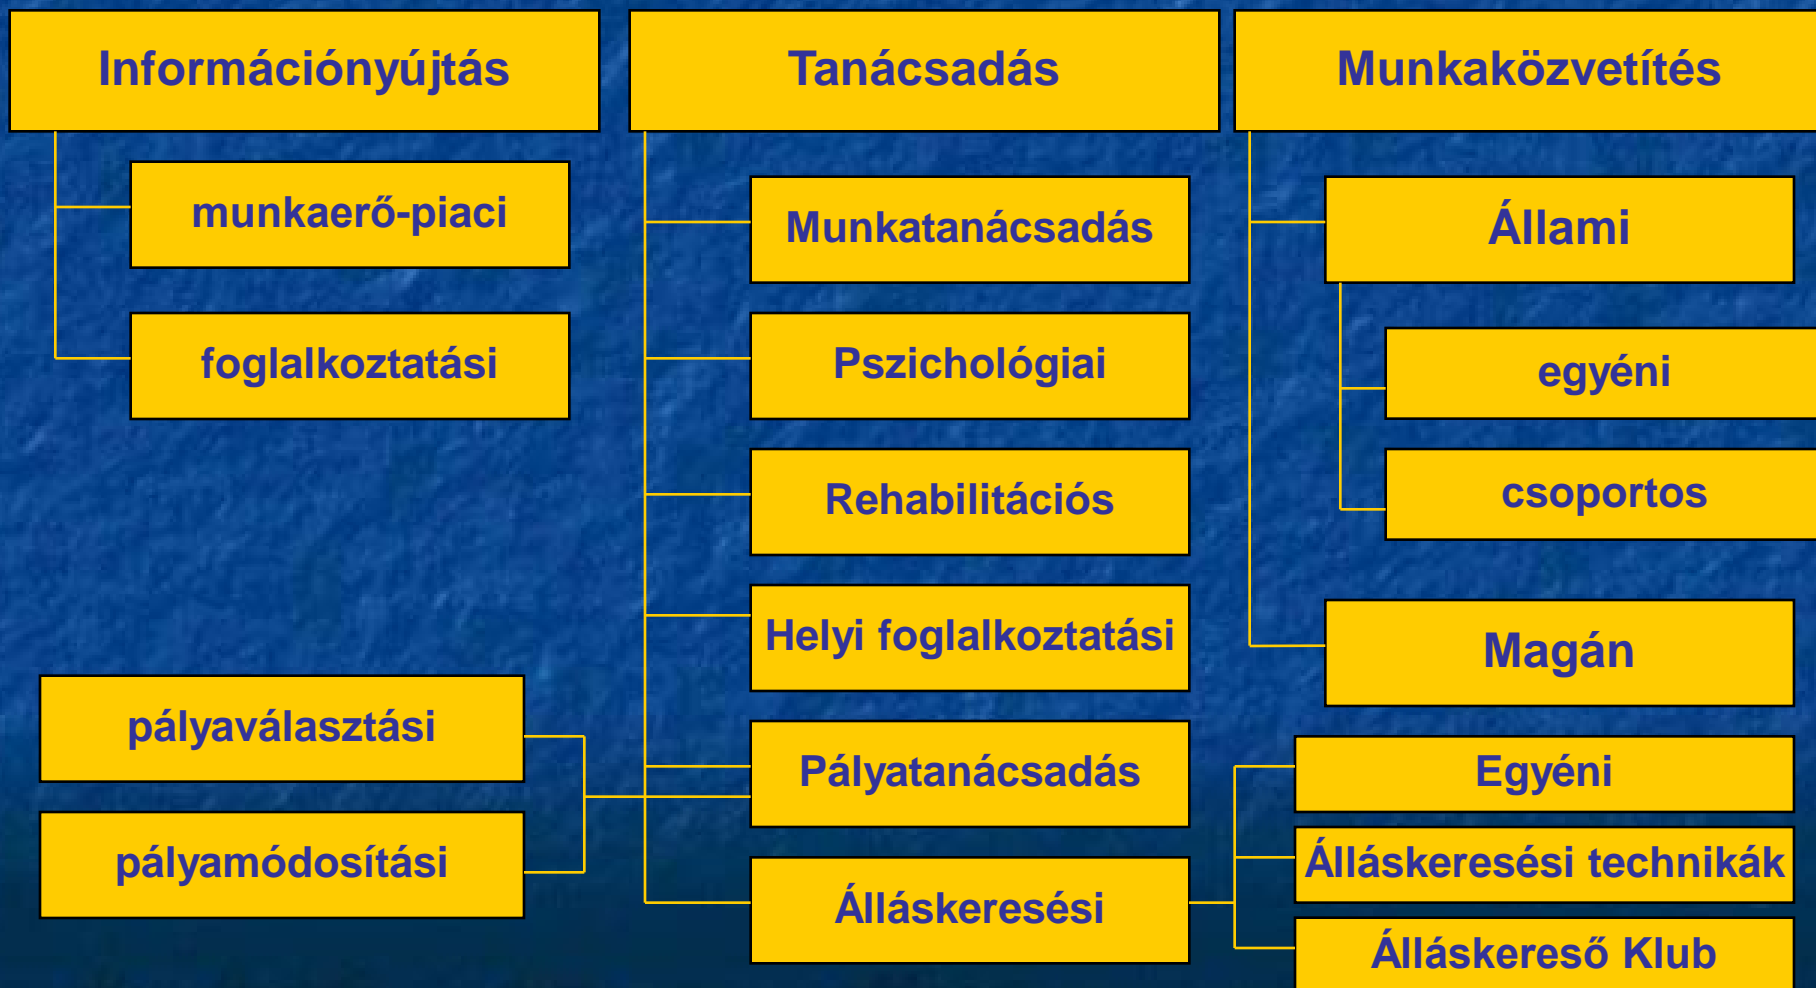 Információnyújtás
munkaerő-piaci
foglalkoztatási
Tanácsadás
Munkatanácsadás
Pszichológiai
Rehabilitációs
Helyi foglalkoztatási
Pályatanácsadás
pályaválasztási
pályamódosítási
Álláskeresési
Egyéni
Álláskeresési technikák
Álláskereső Klub
Munkaközvetítés
Állami
egyéni
csoportos
Magán